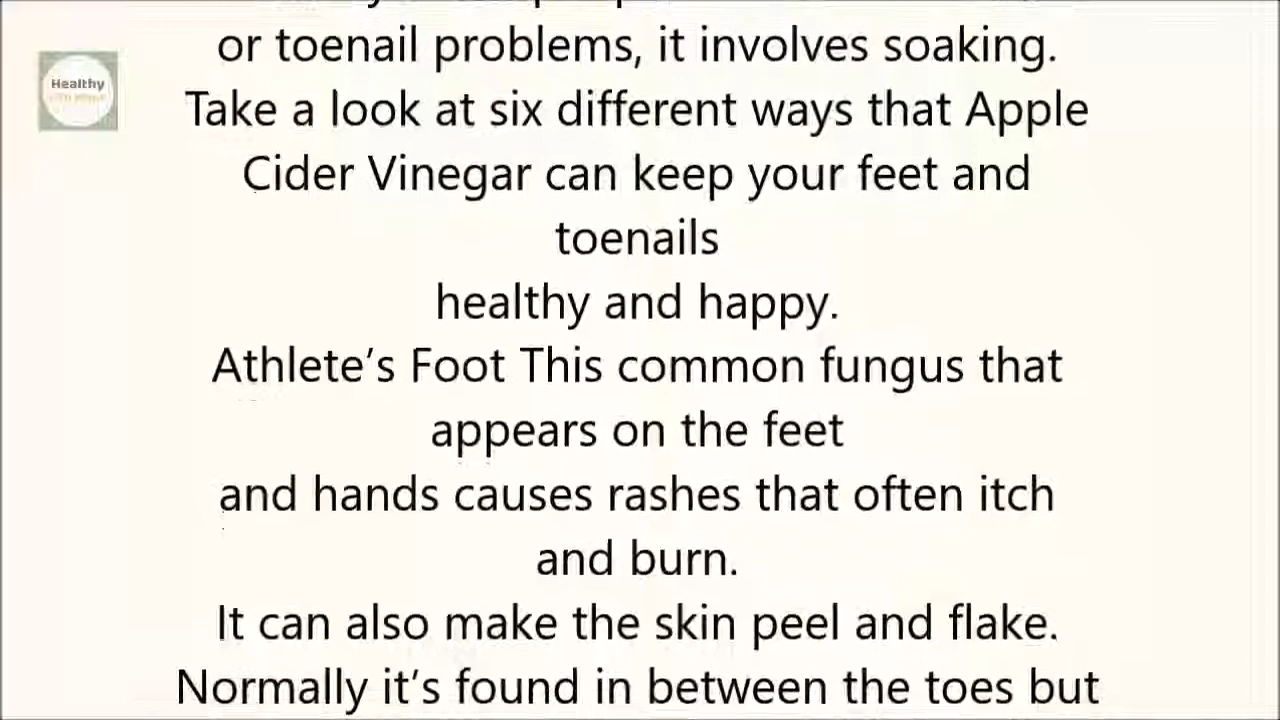 Healthy
or toenail problems, it involves soaking.
Take a look at six different ways that Apple
Cider Vinegar can keep your feet and
toenails
healthy and happy.
Athlete’s Foot This common fungus that
appears on the feet
and hands causes rashes that often itch
and burn.
It can also make the skin peel and flake.
Normally it’s found in between the toes but